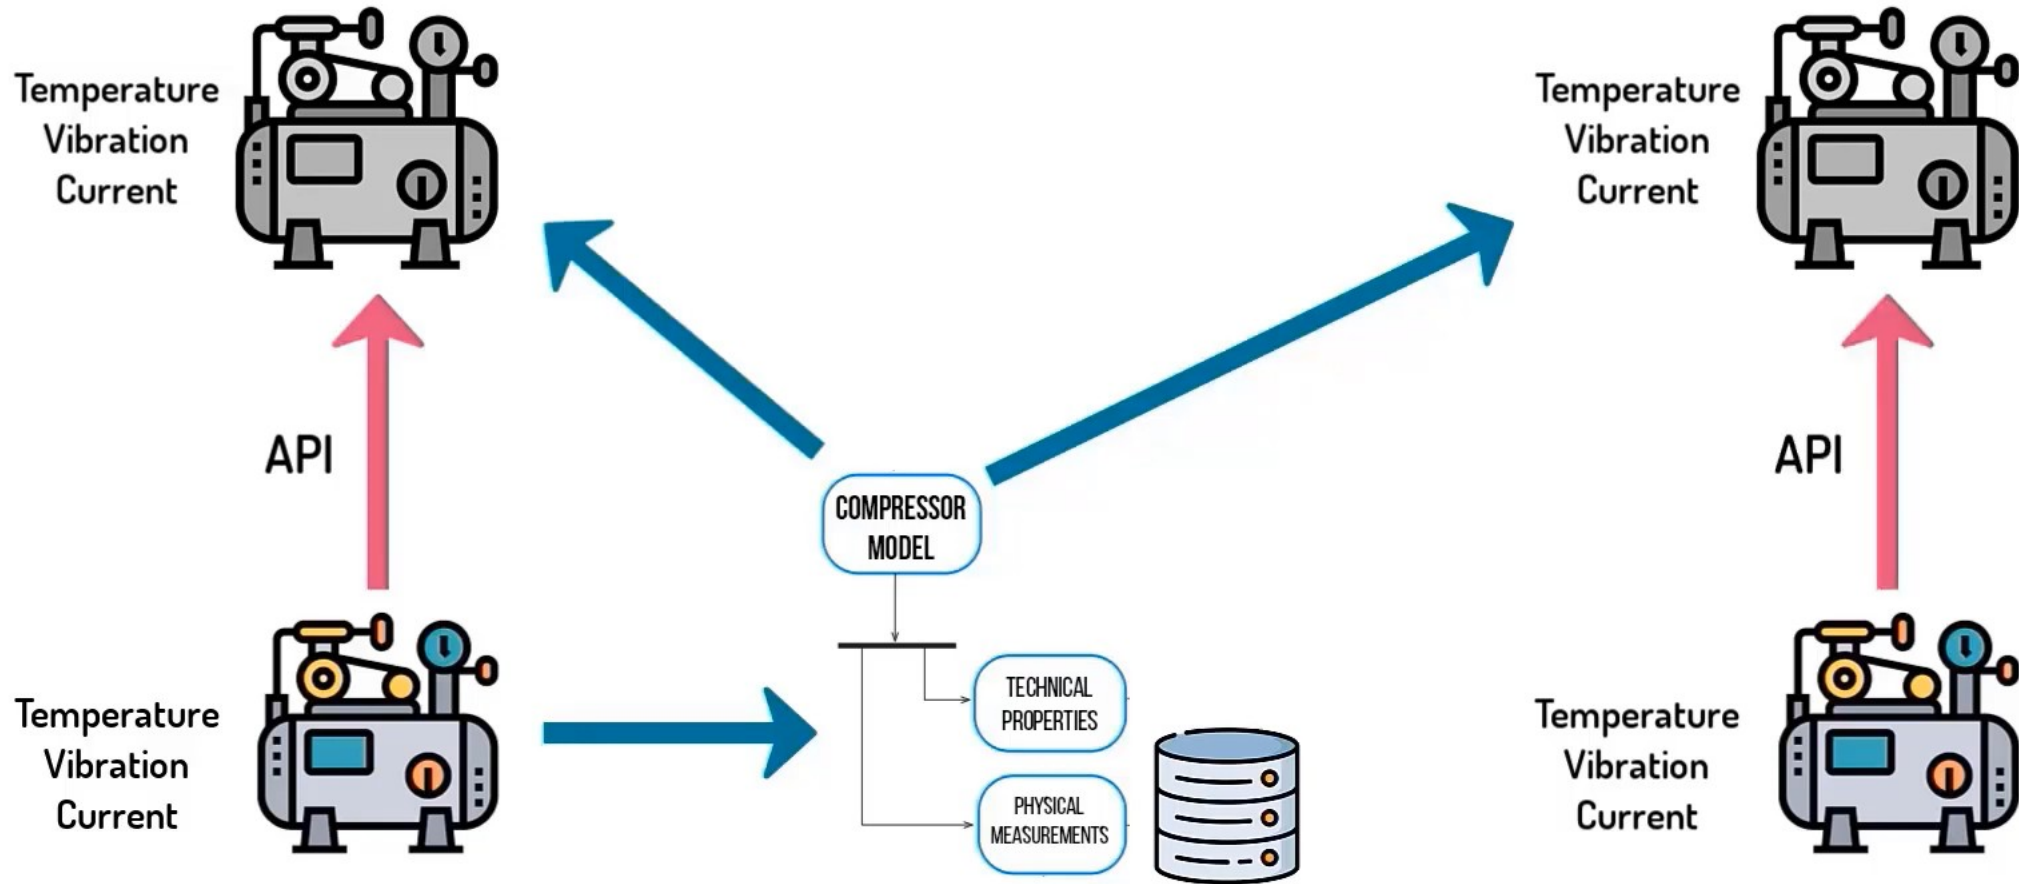 Temperature
Vibration
Current
Temperature
Vibration
Current
API
API
COMPRESSOR
MODEL
TECHNICAL
PROPERTIES
PHYSICAL
MEASUREMENTS
Temperature
Vibration
Current
Temperature
Vibration
Current